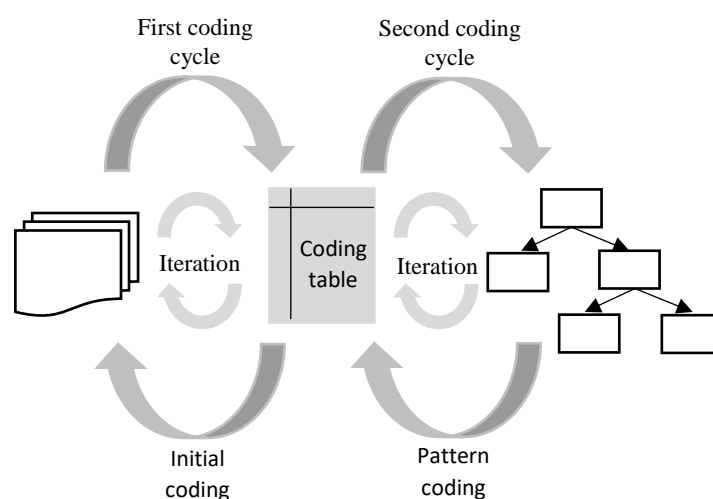 First coding
cycle
Second coding
cycle
Iteration
Coding
table
Iteration
Initial
coding
Pattern
coding